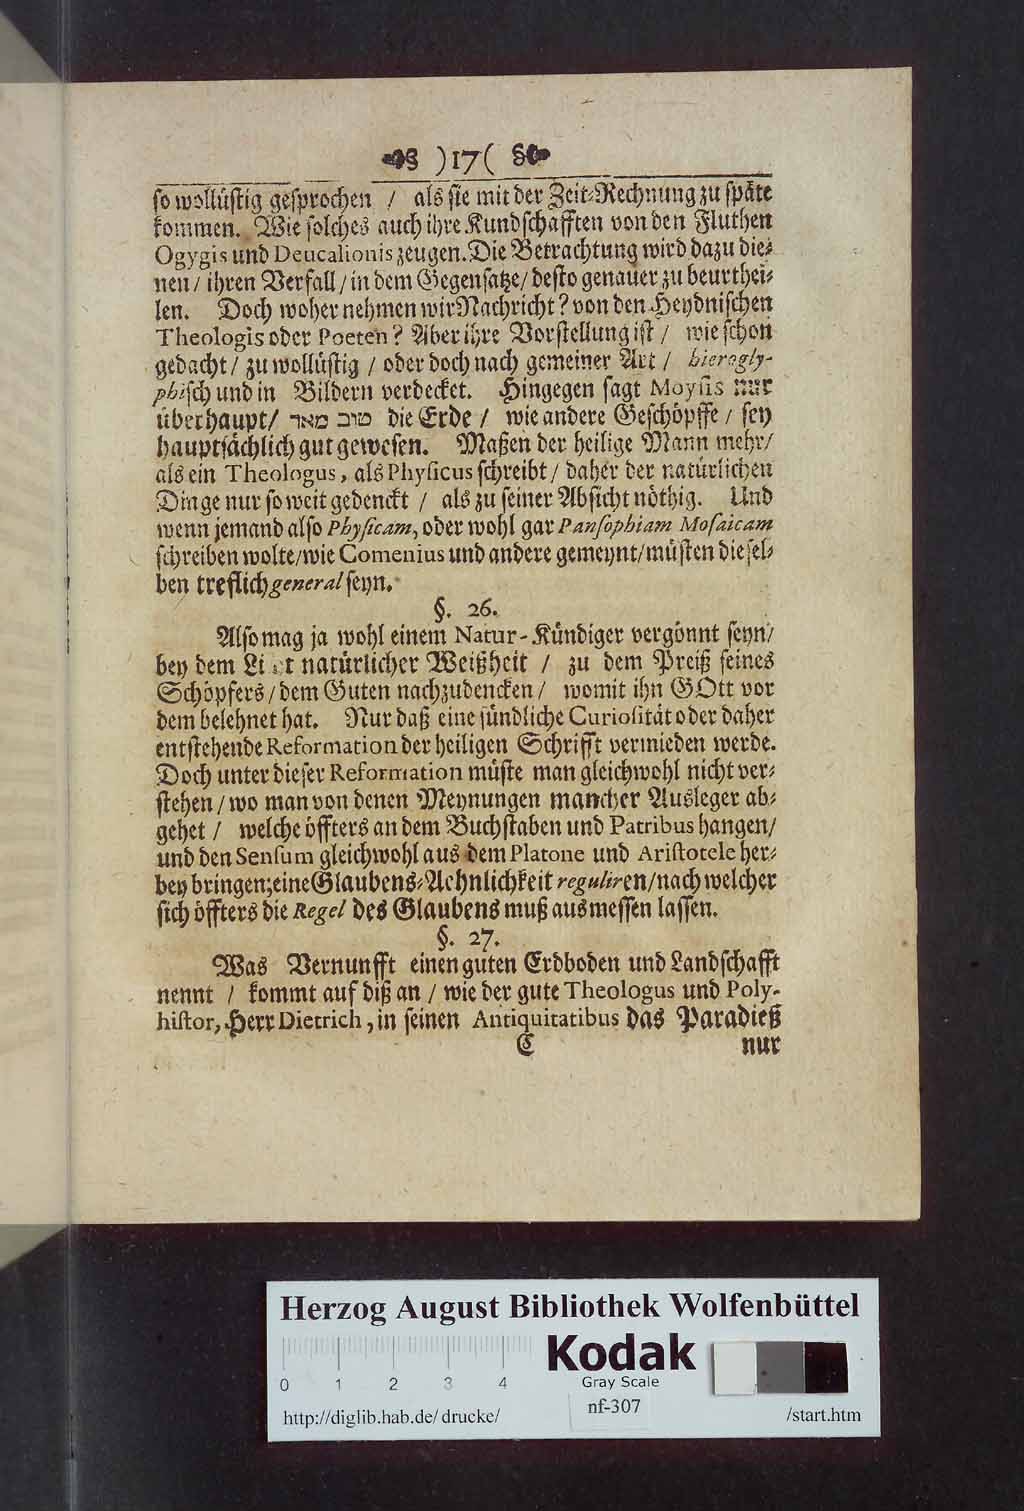 )17(
so wollüstig gesprochen / als sie mit der Zeit-Rechnung zu späte
kommen. Wie solches auch ihre Kundschafften von den Fluthen
Ogygis und Deucalionis zeugen. Die Betrachtung wird dazu die-
nen / ihren Verfall / in dem Gegensatze / desto genauer zu beurthei-
len. Doch woher nehmen wir Nachricht? von den Heydnischen
Theologis oder Poeten? Aber ihre Vorstellung ist / wie schon
gedacht / zu wollüstig / oder doch nach gemeiner Art / hierogly-
phisch und in Bildern verdecket. Hingegen sagt Moysis nur
überhaupt / טוב מאד die Erde / wie andere Geschöpffe / sey
hauptsächlich gut gewesen. Maßen der heilige Mann mehr /
als ein Theologus, als Physicus schreibt / daher der natürlichen
Dinge nur so weit gedenckt / als zu seiner Absicht nöthig. Und
wenn jemand also Physicam, oder wohl gar Pansophiam Mosaicam
schreiben wolte / wie Comenius und andere gemeynt / müsten diesel-
ben treflich general seyn.
§. 26.
Also mag ja wohl einem Natur-Kündiger vergönnt seyn /
bey dem natürlicher Weißheit / zu dem Preiß seines
Schöpfers / dem Guten nachzudencken / womit ihn GOtt vor
dem belehnet hat. Nur daß eine sündliche Curiosität oder daher
entstehende Reformation der heiligen Schrifft vermieden werde.
Doch unter dieser Reformation müste man gleichwohl nicht ver-
stehen / wo man von denen Meynungen mancher Ausleger ab-
gehet / welche öffters an dem Buchstaben und Patribus hangen /
und den Sensum gleichwohl aus dem Platone und Aristotele her-
bey bringen; eine Glaubens-Aehnlichkeit reguliren / nach welcher
sich öffters die Regel des Glaubens muß ausmessen lassen.
§. 27.
Was Vernunfft einen guten Erdboden und Landschafft
nennt / kommt auf diß an / wie der gute Theologus und Poly-
histor, Herr Dietrich, in seinen Antiquitatibus das Paradieß
C nur
Herzog August Bibliothek Wolfenbüttel
Kodak
0 1 2 3 4 Gray Scale
http://diglib.hab.de/drucke/ nf-307 /start.htm